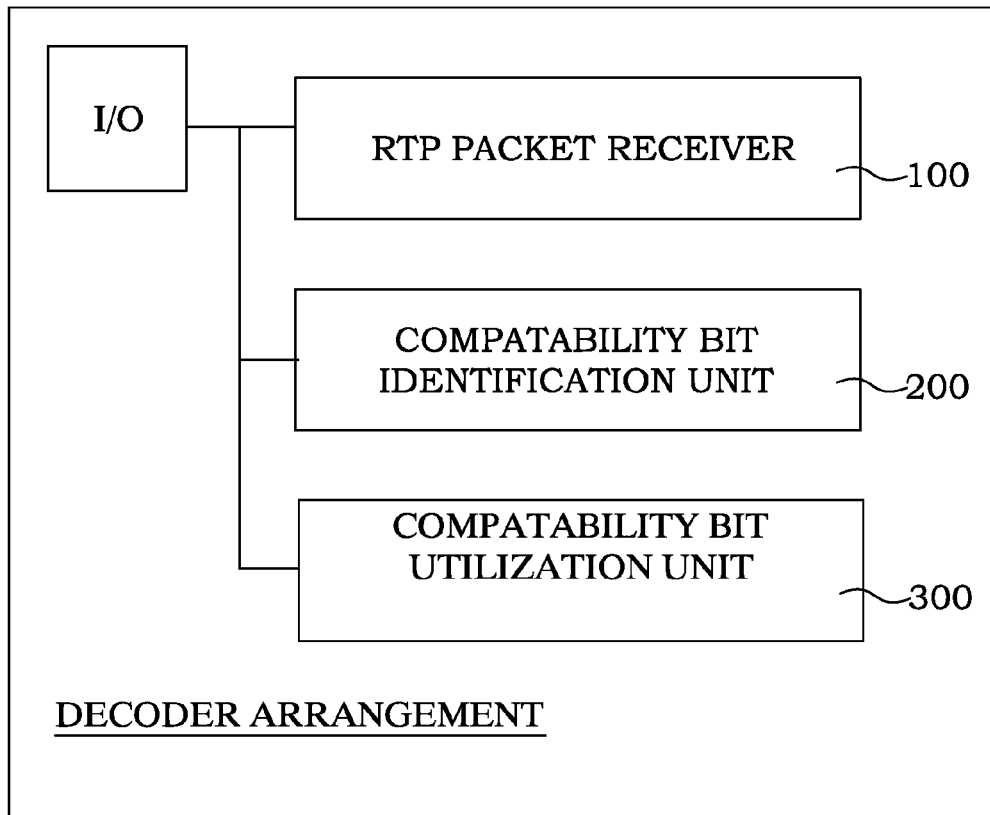 I/O
RTP PACKET RECEIVER
100
COMPATABILITY BIT
IDENTIFICATION UNIT
200
COMPATABILITY BIT
UTILIZATION UNIT
300
DECODER ARRANGEMENT